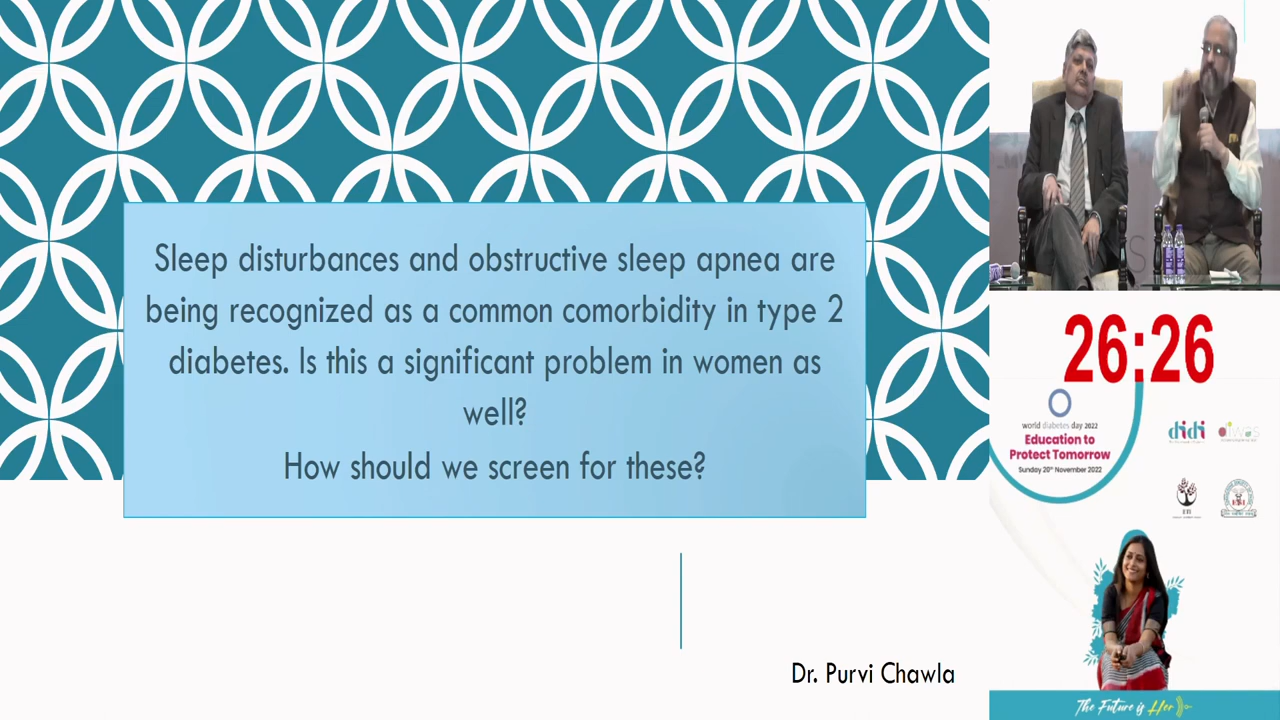 Sleep disturbances and obstructive sleep apnea are
being recognized as a common comorbidity in type 2
diabetes. Is this a significant problem in women as
well?
How should we screen for these?
Dr. Purvi Chawla
26:26
world diabetes day 2022
Education to
Protect Tomorrow
Sunday 20th November 2022
didi
The Future is Her